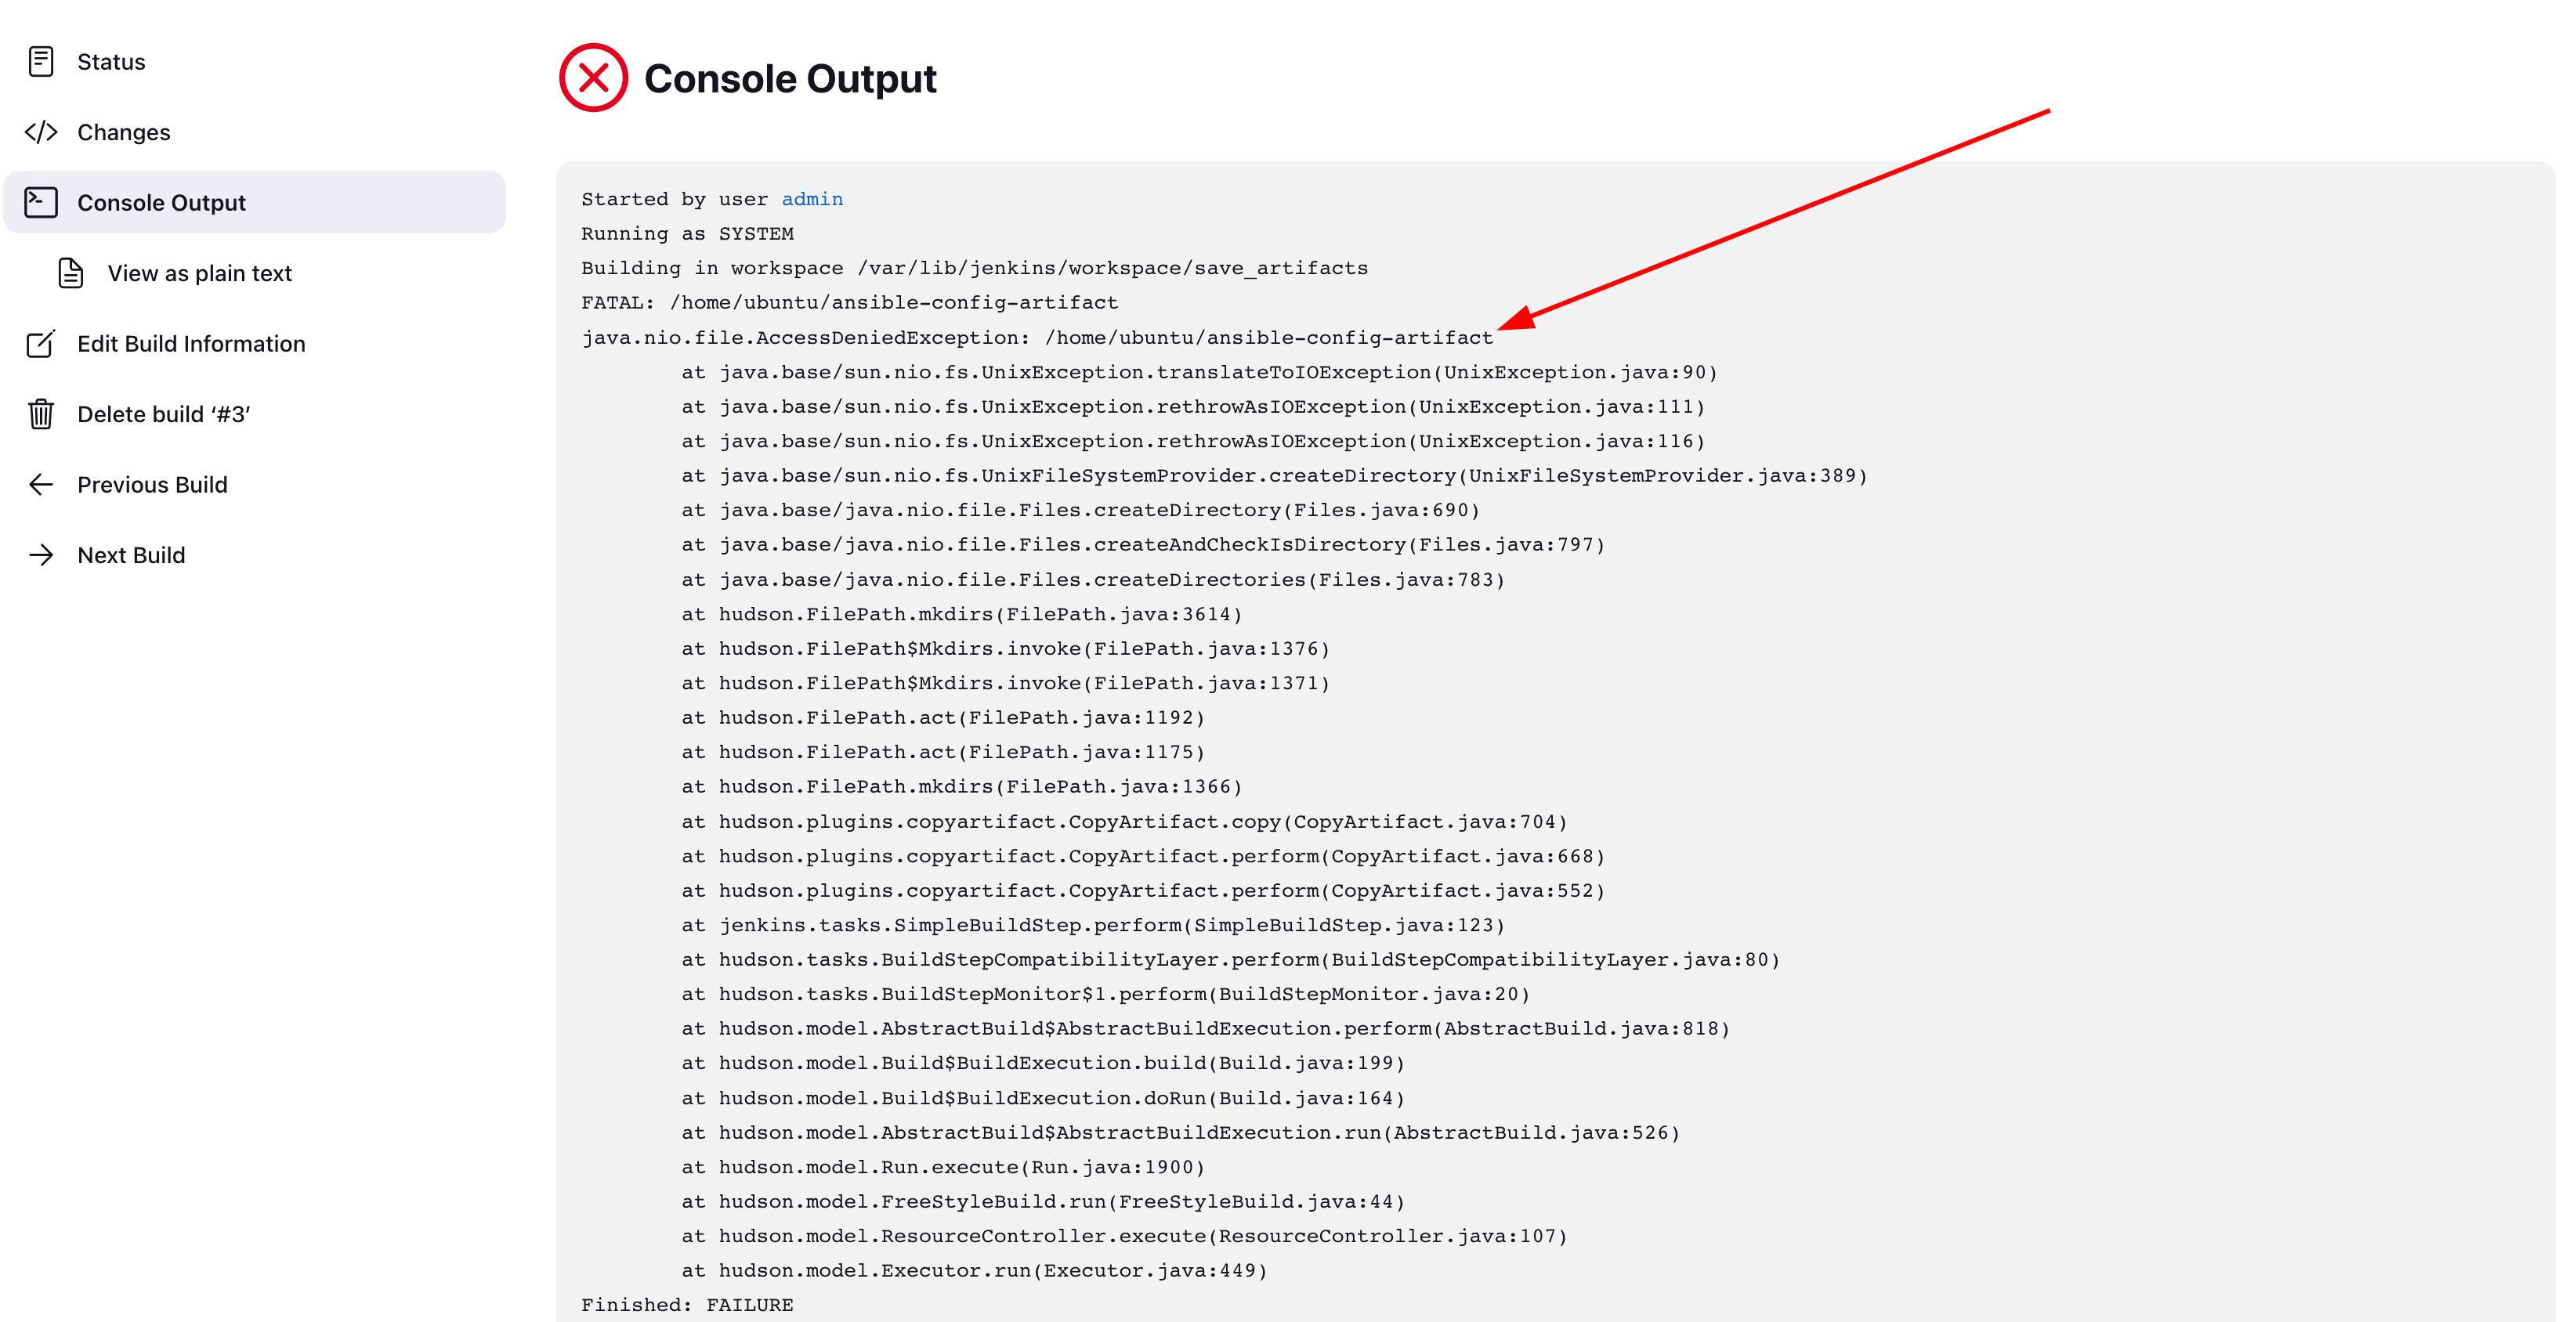 Status
Changes
Console Output
View as plain text
Edit Build Information
Delete build ‘#3’
Previous Build
Next Build
Console Output
Started by user admin
Running as SYSTEM
Building in workspace /var/lib/jenkins/workspace/save_artifacts
FATAL: /home/ubuntu/ansible-config-artifact
java.nio.file.AccessDeniedException: /home/ubuntu/ansible-config-artifact
at java.base/sun.nio.fs.UnixException.translateToIOException(UnixException.java:90)
at java.base/sun.nio.fs.UnixException.rethrowAsIOException(UnixException.java:111)
at java.base/sun.nio.fs.UnixException.rethrowAsIOException(UnixException.java:116)
at java.base/sun.nio.fs.UnixFileSystemProvider.createDirectory(UnixFileSystemProvider.java:389)
at java.base/java.nio.file.Files.createDirectory(Files.java:690)
at java.base/java.nio.file.Files.createAndCheckIsDirectory(Files.java:797)
at java.base/java.nio.file.Files.createDirectories(Files.java:783)
at hudson.FilePath.mkdirs(FilePath.java:3614)
at hudson.FilePath$Mkdirs.invoke(FilePath.java:1376)
at hudson.FilePath$Mkdirs.invoke(FilePath.java:1371)
at hudson.FilePath.act(FilePath.java:1192)
at hudson.FilePath.act(FilePath.java:1175)
at hudson.FilePath.mkdirs(FilePath.java:1366)
at hudson.plugins.copyartifact.CopyArtifact.copy(CopyArtifact.java:704)
at hudson.plugins.copyartifact.CopyArtifact.perform(CopyArtifact.java:668)
at hudson.plugins.copyartifact.CopyArtifact.perform(CopyArtifact.java:552)
at jenkins.tasks.SimpleBuildStep.perform(SimpleBuildStep.java:123)
at hudson.tasks.BuildStepCompatibilityLayer.perform(BuildStepCompatibilityLayer.java:80)
at hudson.tasks.BuildStepMonitor$1.perform(BuildStepMonitor.java:20)
at hudson.model.AbstractBuild$AbstractBuildExecution.perform(AbstractBuild.java:818)
at hudson.model.Build$BuildExecution.build(Build.java:199)
at hudson.model.Build$BuildExecution.doRun(Build.java:164)
at hudson.model.AbstractBuild$AbstractBuildExecution.run(AbstractBuild.java:526)
at hudson.model.Run.execute(Run.java:1900)
at hudson.model.FreeStyleBuild.run(FreeStyleBuild.java:44)
at hudson.model.ResourceController.execute(ResourceController.java:107)
at hudson.model.Executor.run(Executor.java:449)
Finished: FAILURE